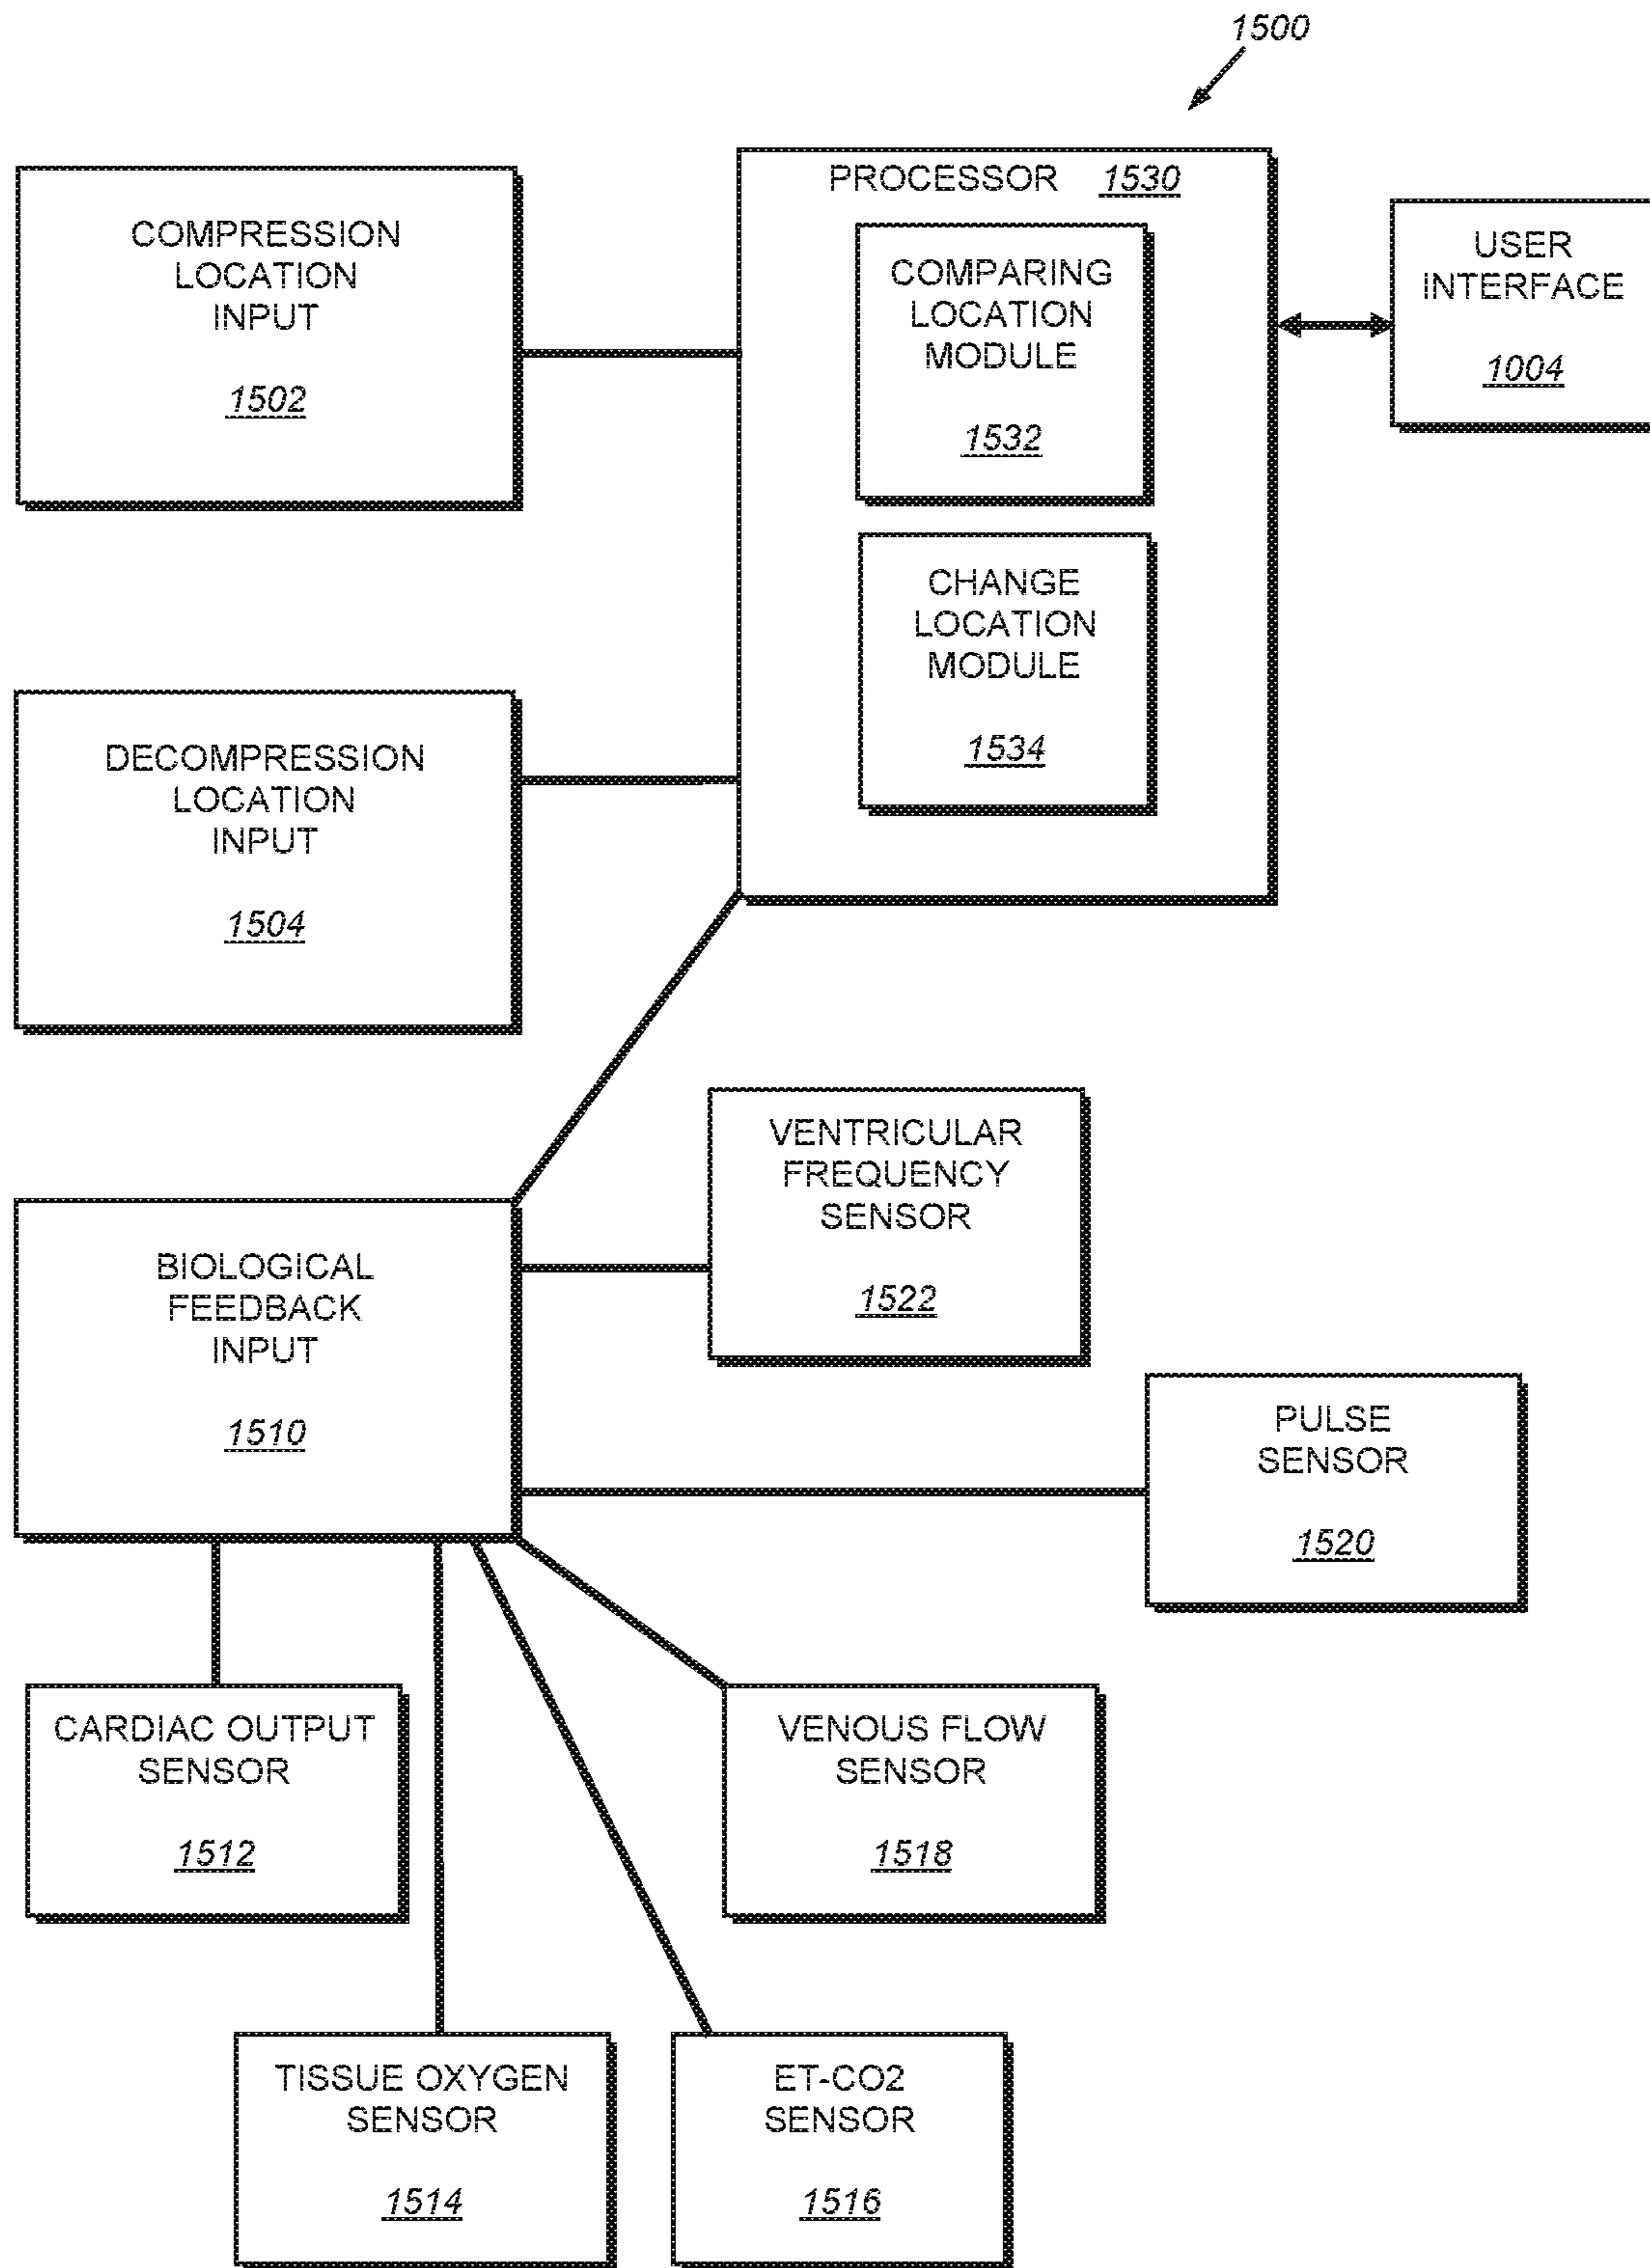 1500
COMPRESSION
LOCATION
INPUT
1502
PROCESSOR 1530
COMPARING
LOCATION
MODULE
1532
CHANGE
LOCATION
MODULE
1534
USER
INTERFACE
1004
DECOMPRESSION
LOCATION
INPUT
1504
BIOLOGICAL
FEEDBACK
INPUT
1510
VENTRICULAR
FREQUENCY
SENSOR
1522
PULSE
SENSOR
1520
CARDIAC OUTPUT
SENSOR
1512
VENOUS FLOW
SENSOR
1518
TISSUE OXYGEN
SENSOR
1514
ET-CO2
SENSOR
1516